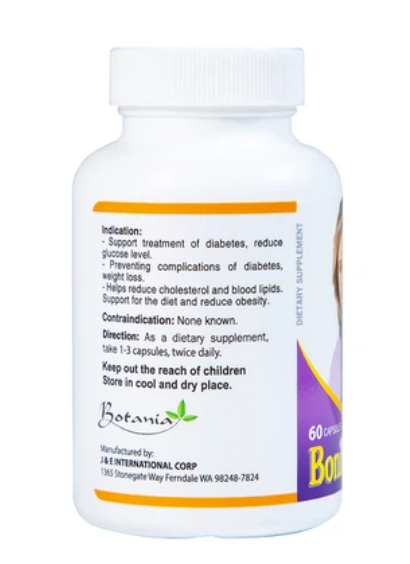 Indication:
- Support treatment of diabetes, reduce
glucose level.
- Preventing complications of diabetes,
weight loss.
- Helps reduce cholesterol and blood lipids.
Support for the diet and reduce obesity.
Contraindication: None known.
Direction: As a dietary supplement,
take 1-3 capsules, twice daily.
Keep out the reach of children
Store in cool and dry place.
Botania
Manufactured by:
J & E INTERNATIONAL CORP
1365 Stonegate Way Ferndale WA 98248-7824
DIETARY SUPPLEMENT
60